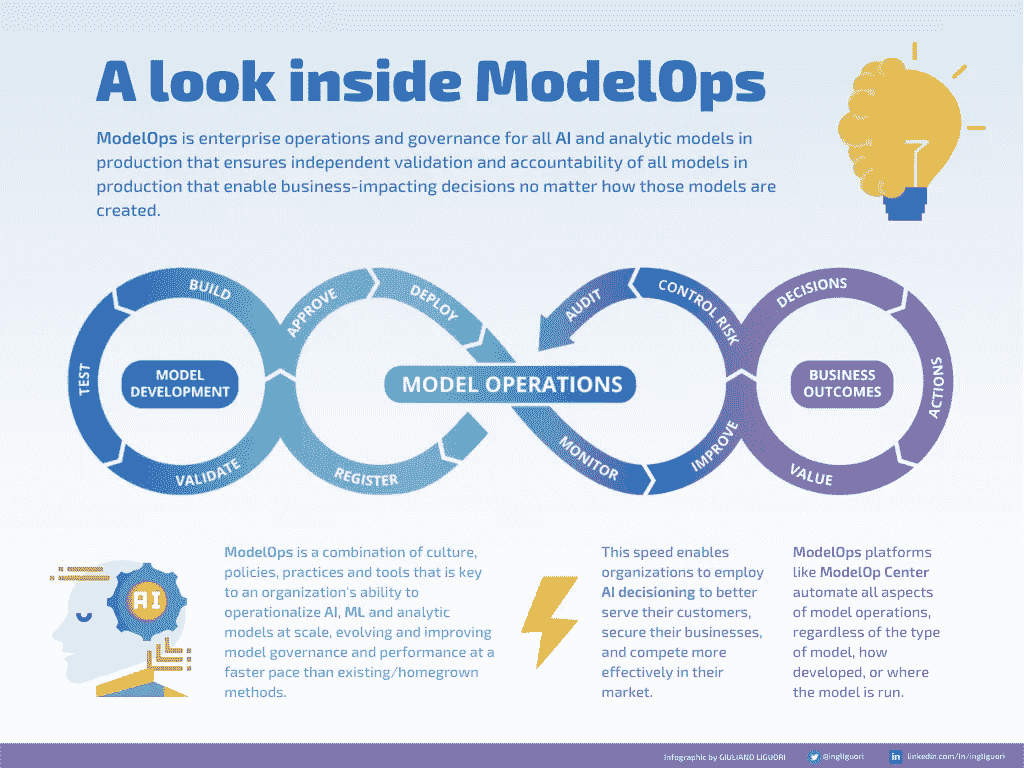 A look inside ModelOps
ModelOps is enterprise operations and governance for all AI and analytic models in
production that ensures independent validation and accountability of all models in
production that enable business-impacting decisions no matter how those models are
created.
BUILD
TEST
VALIDATE
MODEL
DEVELOPMENT
APPROVE
DEPLOY
REGISTER
MODEL OPERATIONS
AUDIT
CONTROL RISK
MONITOR
IMPROVE
DECISIONS
ACTIONS
VALUE
BUSINESS
OUTCOMES
AI
ModelOps is a combination of culture,
policies, practices and tools that is key
to an organization's ability to
operationalize AI, ML and analytic
models at scale, evolving and improving
model governance and performance at a
faster pace than existing/homegrown
methods.
This speed enables
organizations to employ
AI decisioning to better
serve their customers,
secure their businesses,
and compete more
effectively in their
market.
ModelOps platforms
like ModelOp Center
automate all aspects
of model operations,
regardless of the type
of model, how
developed, or where
the model is run.
Infographic by GIULIANO LIGUORI
@ingliguori
in
linkedin.com/in/ingliguori